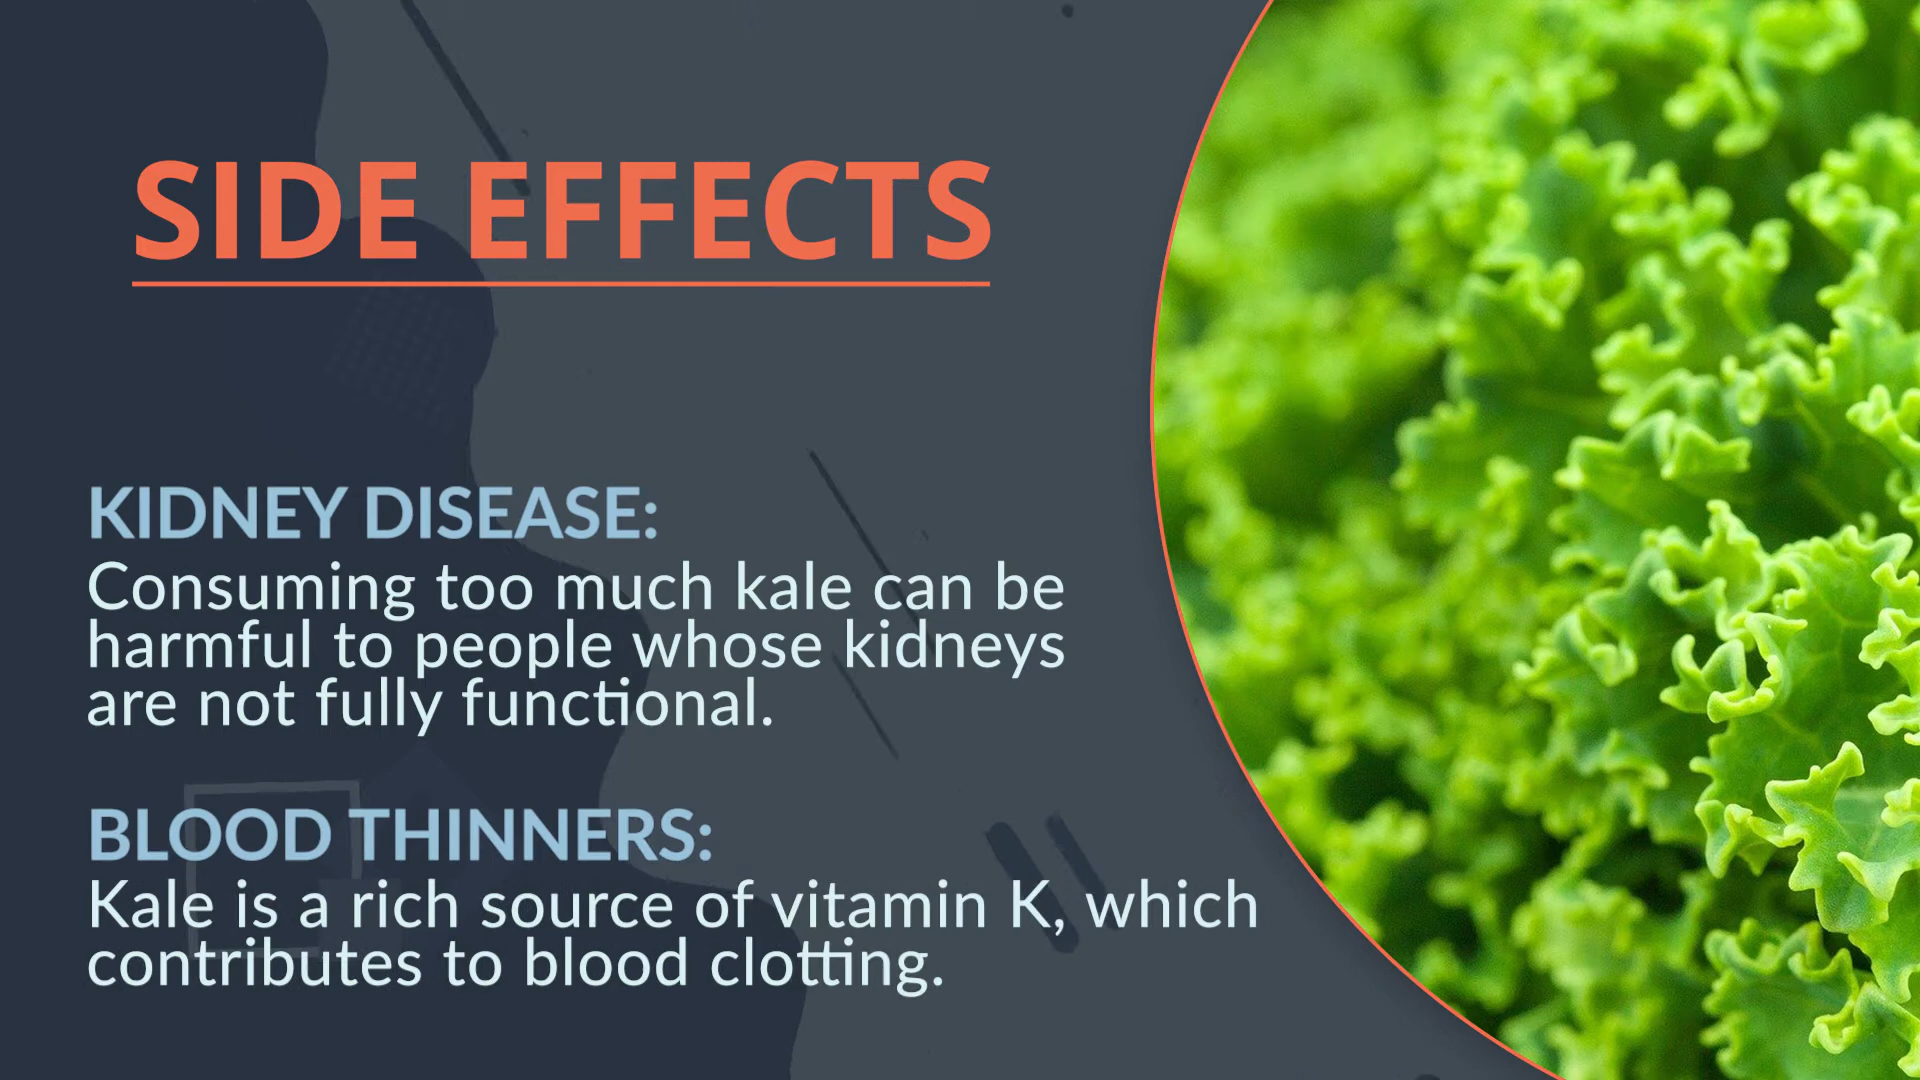 SIDE EFFECTS
KIDNEY DISEASE:
Consuming too much kale can be
harmful to people whose kidneys
are not fully functional.
BLOOD THINNERS:
Kale is a rich source of vitamin K, which
contributes to blood clotting.